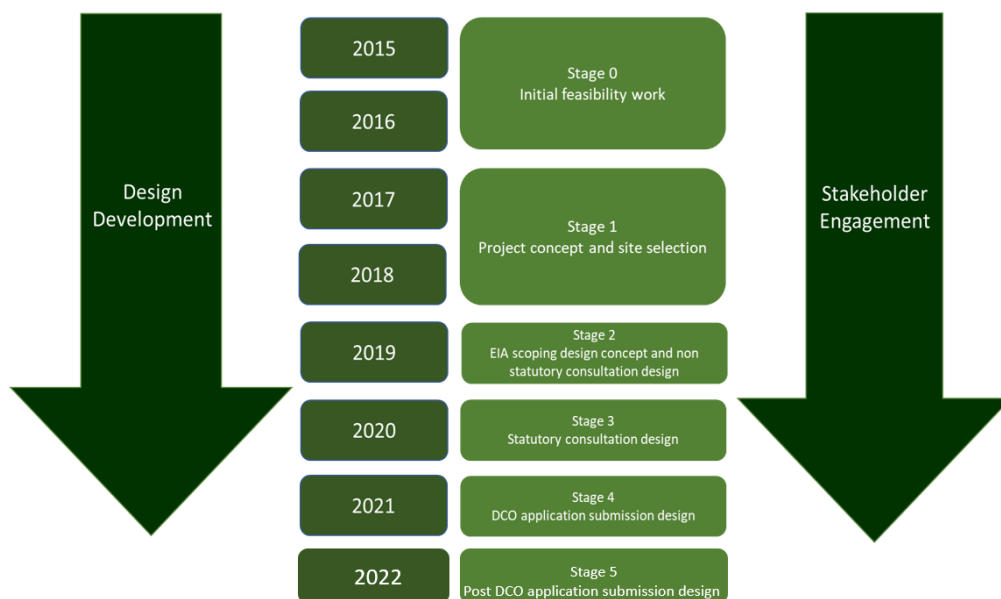 Design
Development
2015
2016
Stage 0
Initial feasibility work
2017
2018
Stage 1
Project concept and site selection
2019
Stage 2
EIA scoping design concept and non
statutory consultation design
2020
Stage 3
Statutory consultation design
2021
Stage 4
DCO application submission design
2022
Stage 5
Post DCO application submission design
Stakeholder
Engagement